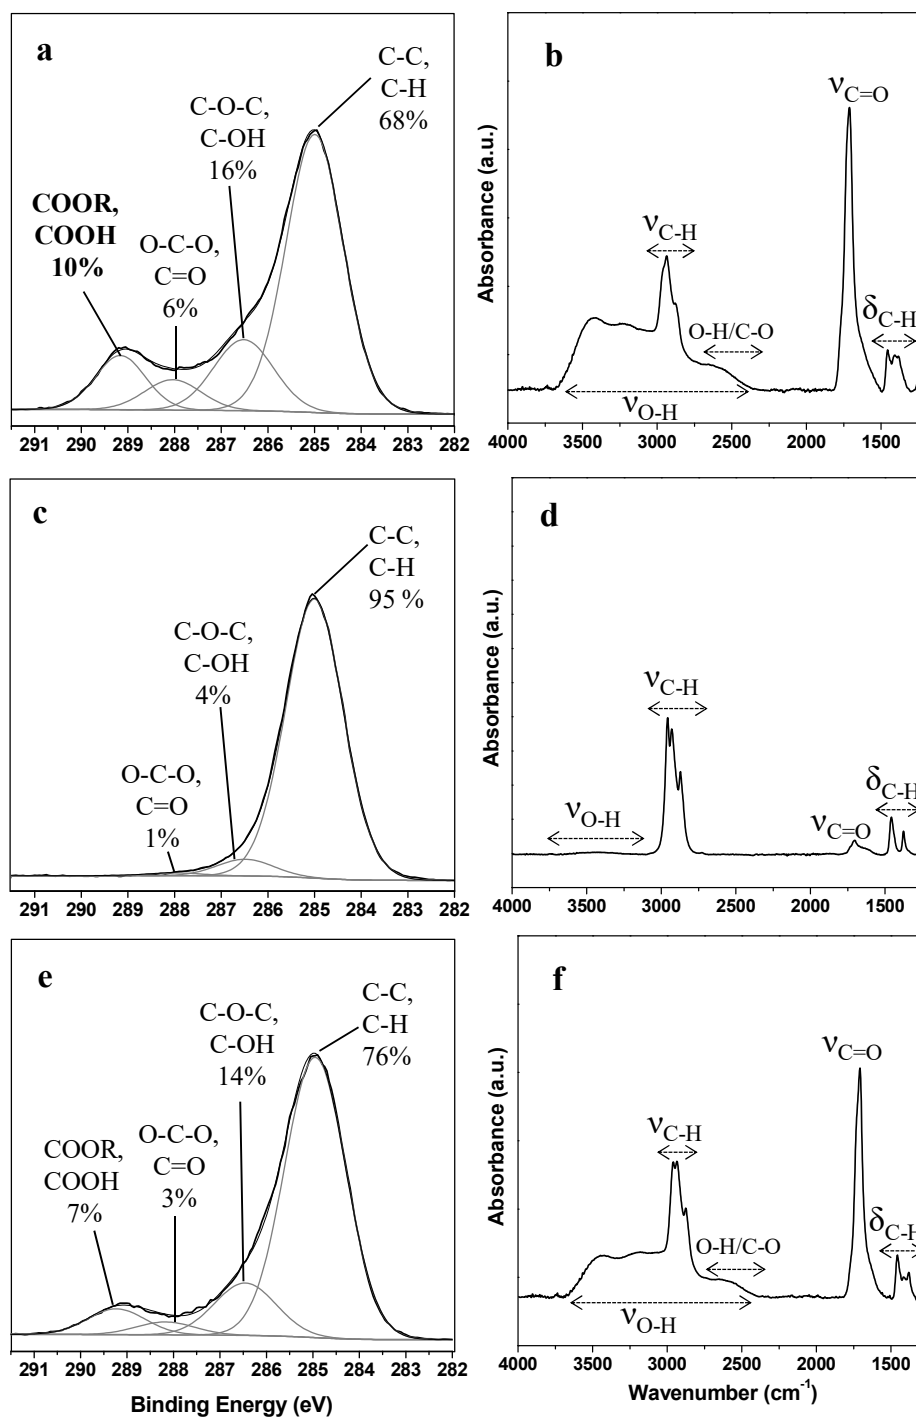 a
C-C,
C-H
68%
C-O-C,
C-OH
16%
COOR,
COOH
10%
O-C-O,
C=O
6%
291 290 289 288 287 286 285 284 283 282
b
Absorbance (a.u.)
νC=O
νC-H
δC-H
O-H/C-O
νO-H
4000 3500 3000 2500 2000 1500
c
C-C,
C-H
95 %
C-O-C,
C-OH
4%
O-C-O,
C=O
1%
291 290 289 288 287 286 285 284 283 282
d
Absorbance (a.u.)
νC-H
νO-H
νC=O
δC-H
4000 3500 3000 2500 2000 1500
e
C-C,
C-H
76%
C-O-C,
C-OH
14%
COOR,
COOH
7%
O-C-O,
C=O
3%
291 290 289 288 287 286 285 284 283 282
Binding Energy (eV)
f
Absorbance (a.u.)
νC=O
νC-H
δC-H
O-H/C-O
νO-H
4000 3500 3000 2500 2000 1500
Wavenumber (cm⁻¹)